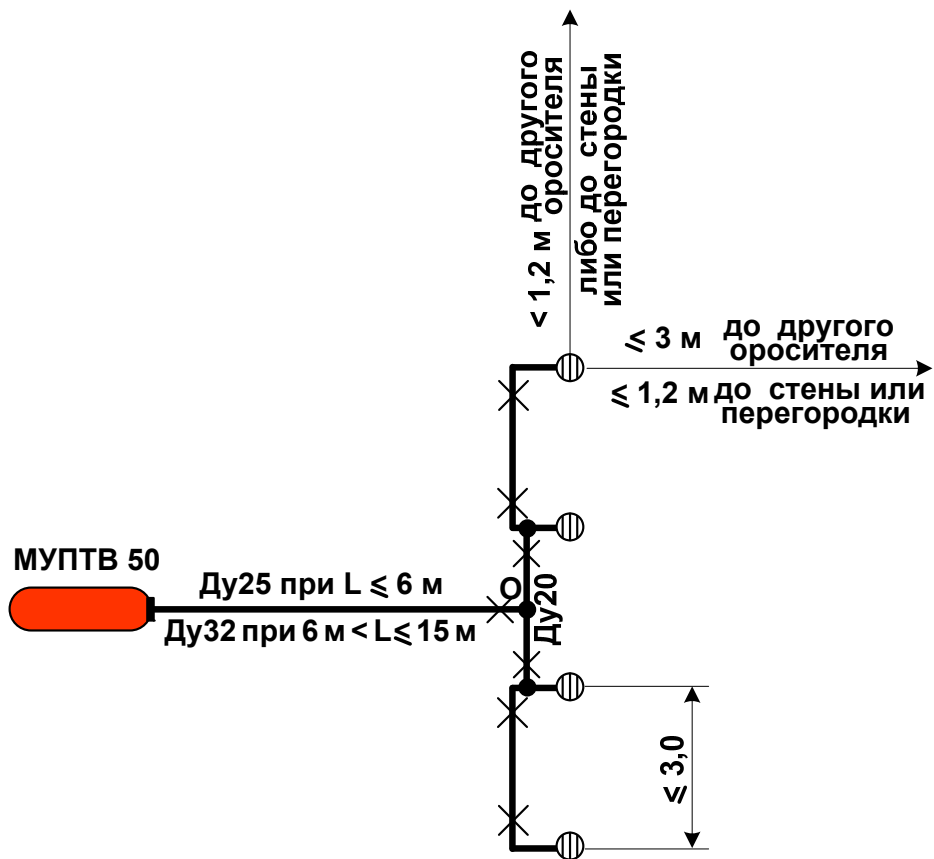 < 1,2 м до другого
оросителя
либо до стены
или перегородки
⩽ 3 м до другого
оросителя
⩽ 1,2 м до стены или
перегородки
МУПТВ 50
Ду25 при L ⩽ 6 м
О
Ду32 при 6 м < L ⩽ 15 м
Ду20
⩽ 3,0